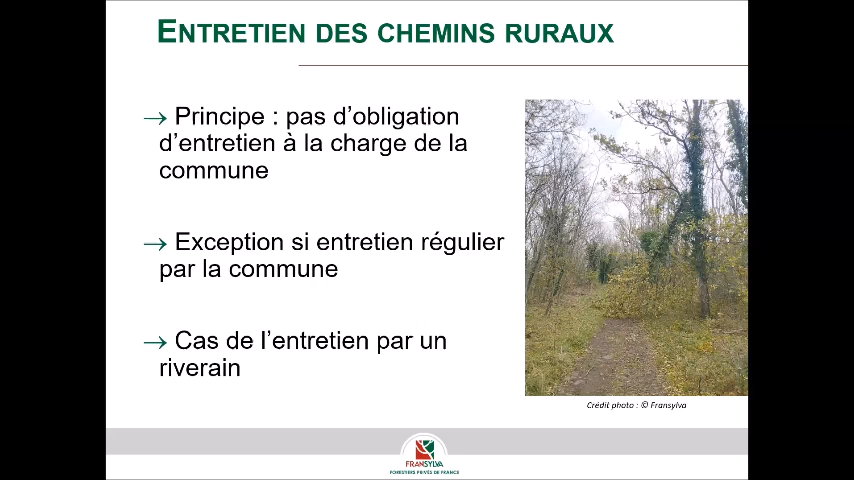 ENTRETIEN DES CHEMINS RURAUX
→ Principe : pas d’obligation
d’entretien à la charge de la
commune
→ Exception si entretien régulier
par la commune
→ Cas de l’entretien par un
riverain
Crédit photo : © Fransylva
FRANSYLVA
FORESTIERS PRIVÉS DE FRANCE